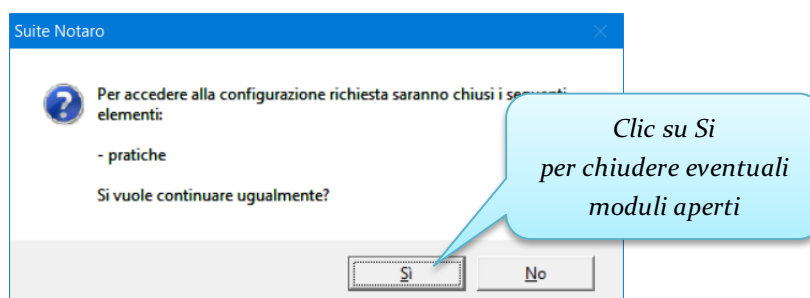 Suite Notaro
Per accedere alla configurazione richiesta saranno chiusi i seguenti
elementi:
- pratiche
Si vuole continuare ugualmente?
Clic su Si
per chiudere eventuali
moduli aperti
Sì
No